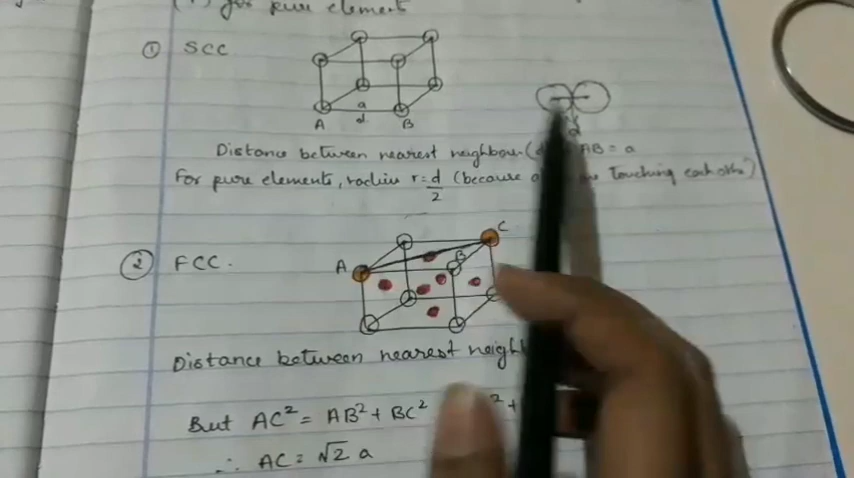 for pure element
① SCC
a
d
A B
d
Distance between nearest neighbour (d AB = a
For pure elements, radius r = d/2 (because touching each other)
C
A B
② FCC.
Distance between nearest
But AC² = AB² + BC² ² +
∴ AC = √2 a